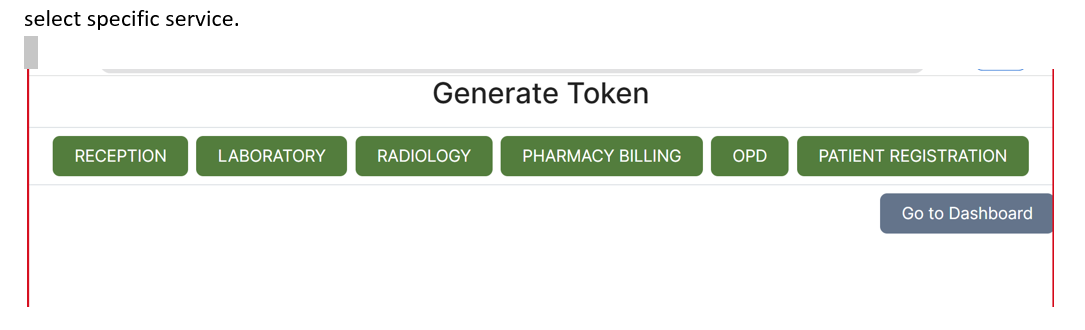 select specific service.
Generate Token
RECEPTION LABORATORY RADIOLOGY PHARMACY BILLING OPD PATIENT REGISTRATION
Go to Dashboard